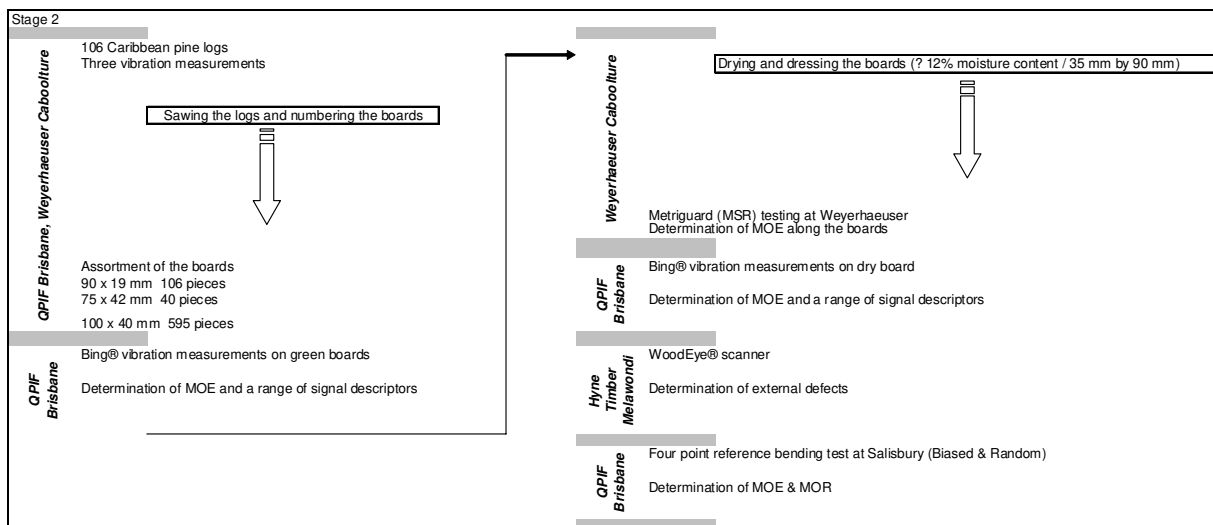 Stage 2
QPIF Brisbane, Weyerhaeuser Caboolture
106 Caribbean pine logs
Three vibration measurements
Sawing the logs and numbering the boards
Assortment of the boards
90 x 19 mm 106 pieces
75 x 42 mm 40 pieces
100 x 40 mm 595 pieces
QPIF
Brisbane
Bing® vibration measurements on green boards
Determination of MOE and a range of signal descriptors
Weyerhaeuser Caboolture
Drying and dressing the boards (? 12% moisture content / 35 mm by 90 mm)
Metriguard (MSR) testing at Weyerhaeuser
Determination of MOE along the boards
QPIF
Brisbane
Bing® vibration measurements on dry board
Determination of MOE and a range of signal descriptors
Hyne
Timber
Melawondi
WoodEye® scanner
Determination of external defects
QPIF
Brisbane
Four point reference bending test at Salisbury (Biased & Random)
Determination of MOE & MOR